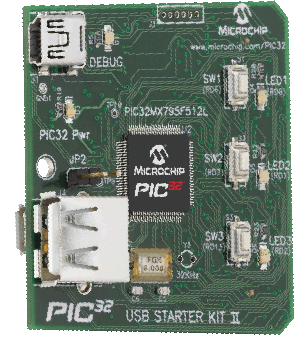 MICROCHIP
www.microchip.com/PIC32
DEBUG
SW1
LED1
PIC32MX795F512L
PIC32 Pwr
JP2
MICROCHIP
PIC32
SW2
LED2
Y3
SW3
LED3
PIC32
USB STARTER KIT II